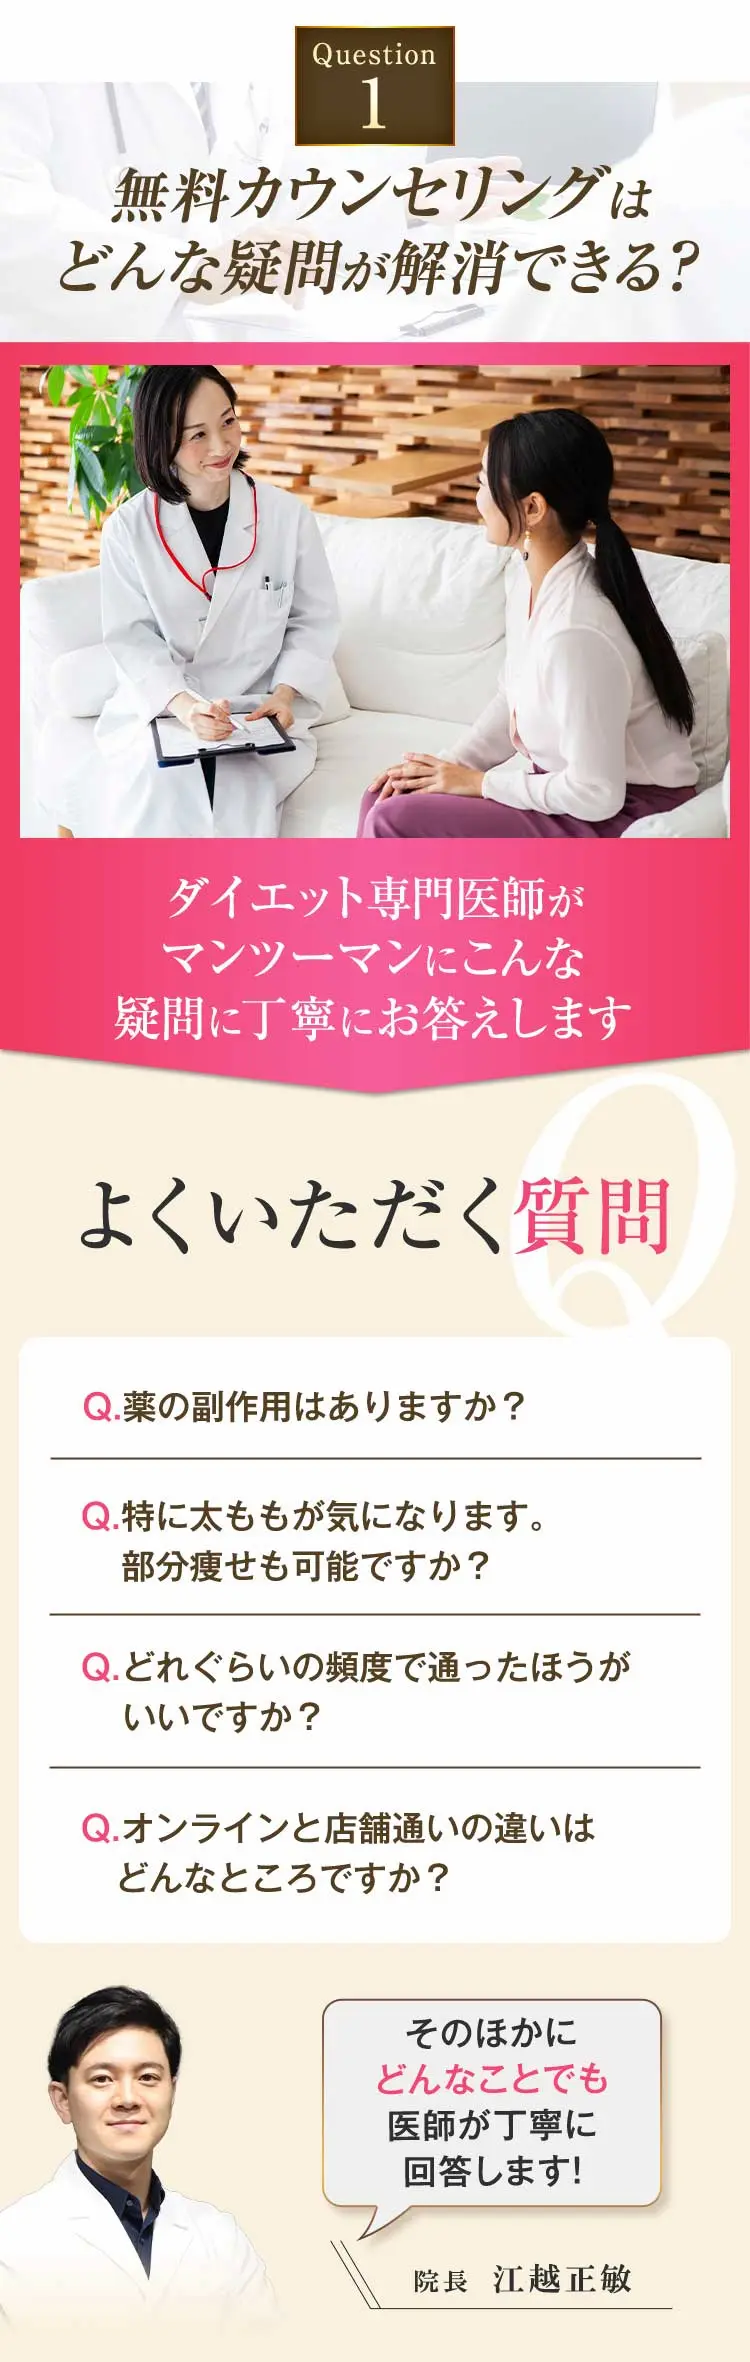 Question
1
無料カウンセリングは
どんな疑問が解消できる？
ダイエット専門医師が
マンツーマンにこんな
疑問に丁寧にお答えします
Q
よくいただく質問
Q.薬の副作用はありますか？
Q.特に太ももが気になります。
部分痩せも可能ですか？
Q.どれぐらいの頻度で通ったほうが
いいですか？
Q.オンラインと店舗通いの違いは
どんなところですか？
そのほかに
どんなことでも
医師が丁寧に
回答します!
院長 江越正敏